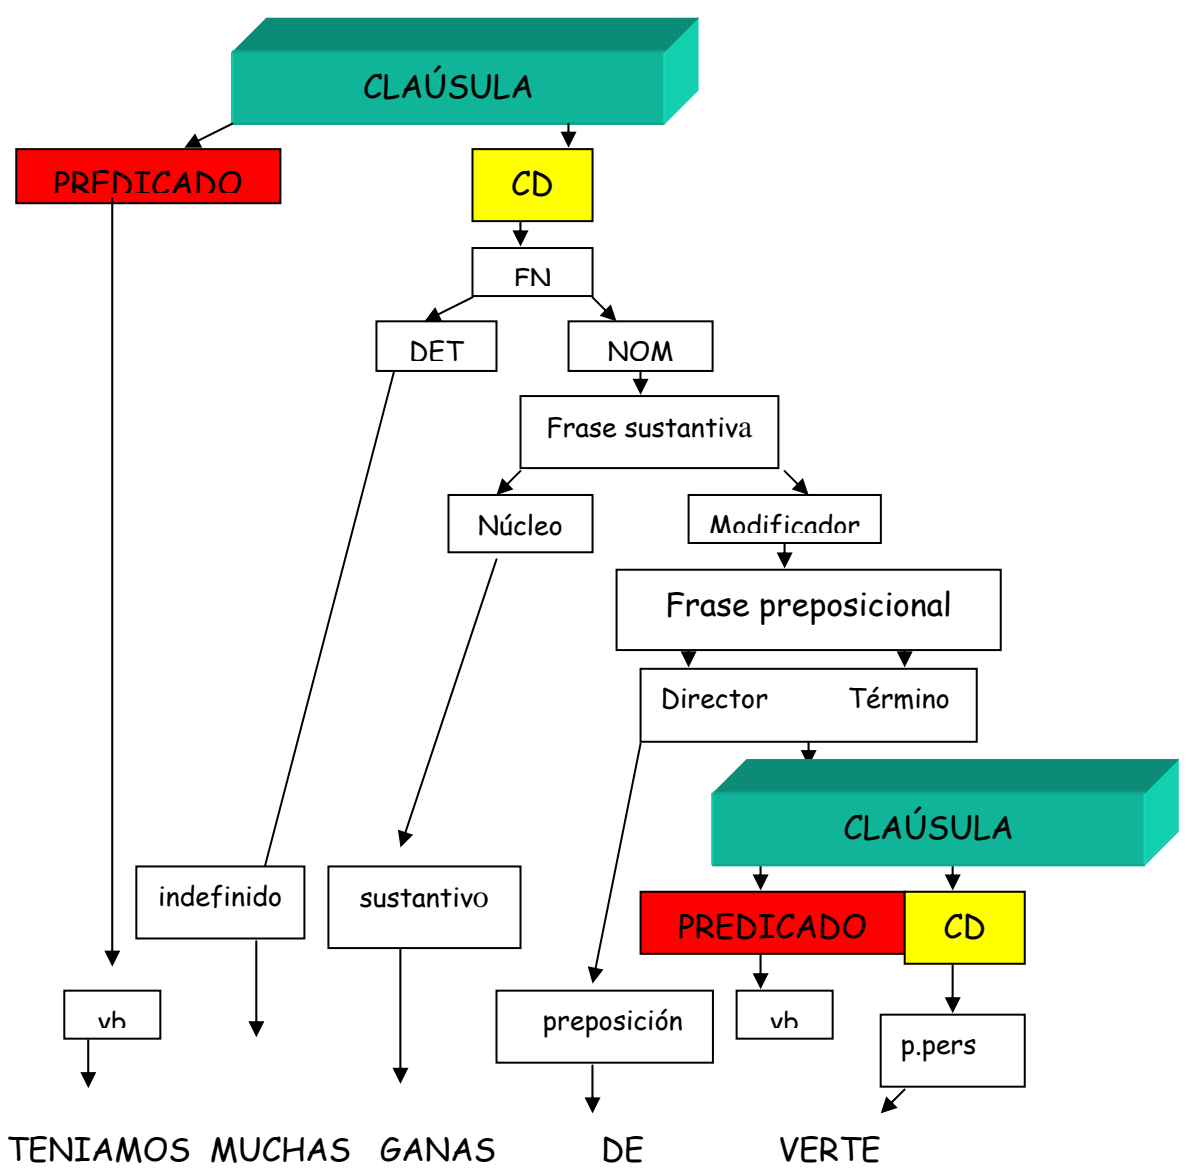 CLAÚSULA
PREDICADO
CD
FN
DET
NOM
Frase sustantiva
Núcleo
Modificador
Frase preposicional
Director Término
CLAÚSULA
indefinido
sustantivo
PREDICADO
CD
vb
preposición
vb
p.pers
TENIAMOS MUCHAS GANAS DE VERTE